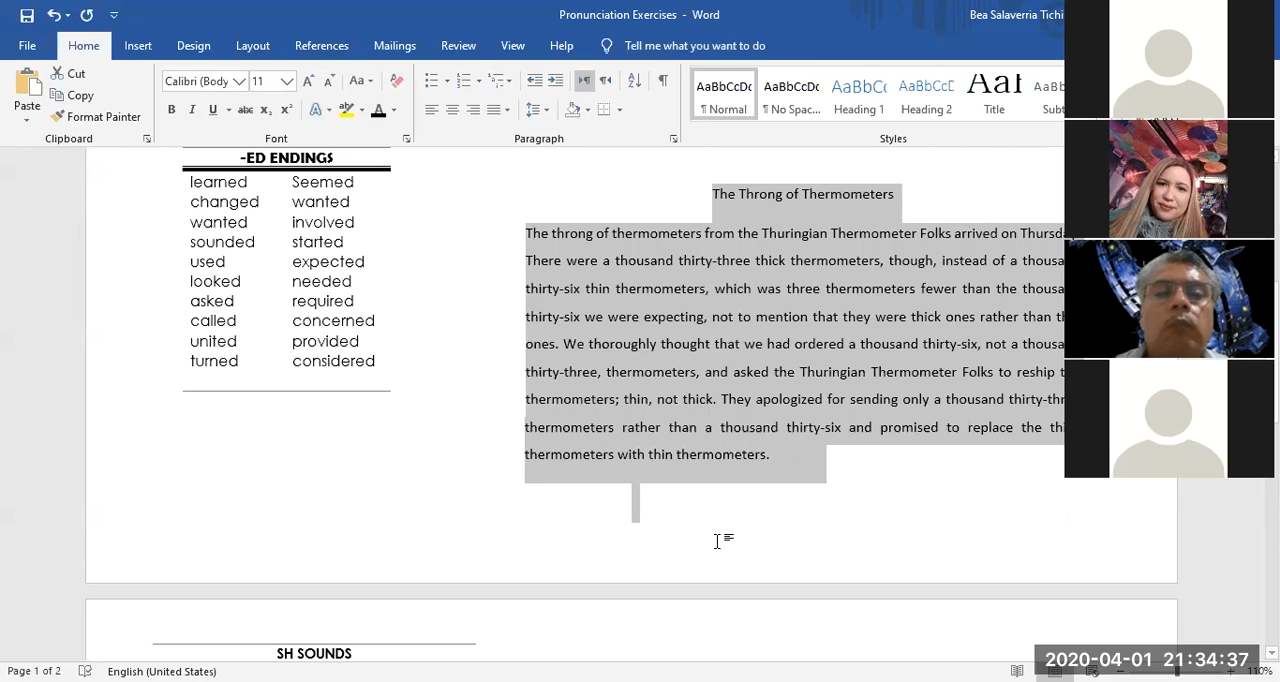 Pronunciation Exercises - Word
Bea Salaverria Tichi
File Home Insert Design Layout References Mailings Review View Help Tell me what you want to do
Paste
Cut
Copy
Format Painter
Clipboard
Calibri (Body 11
Font
Paragraph
AaBbCcDc AaBbCcDc AaBbCc AaBbCcD AaI AaBbC
¶ Normal ¶ No Spac... Heading 1 Heading 2 Title Subt
Styles
-ED ENDINGS
learned Seemed
changed wanted
wanted involved
sounded started
used expected
looked needed
asked required
called concerned
united provided
turned considered
The Throng of Thermometers
The throng of thermometers from the Thuringian Thermometer Folks arrived on Thursda
There were a thousand thirty-three thick thermometers, though, instead of a thousa
thirty-six thin thermometers, which was three thermometers fewer than the thousa
thirty-six we were expecting, not to mention that they were thick ones rather than th
ones. We thoroughly thought that we had ordered a thousand thirty-six, not a thousa
thirty-three, thermometers, and asked the Thuringian Thermometer Folks to reship t
thermometers; thin, not thick. They apologized for sending only a thousand thirty-thr
thermometers rather than a thousand thirty-six and promised to replace the thi
thermometers with thin thermometers.
SH SOUNDS
Page 1 of 2 English (United States)
110%
2020-04-01 21:34:37